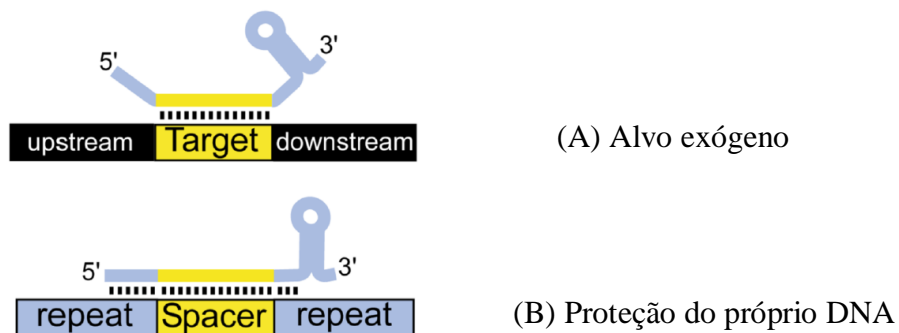 5' 3'
upstream Target downstream
(A) Alvo exógeno
5' 3'
repeat Spacer repeat
(B) Proteção do próprio DNA